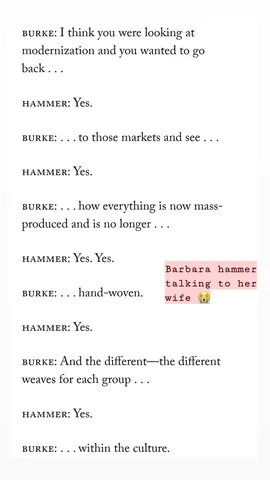 BURKE: I think you were looking at
modernization and you wanted to go
back . . .
HAMMER: Yes.
BURKE: . . . to those markets and see . . .
HAMMER: Yes.
BURKE: . . . how everything is now mass-
produced and is no longer . . .
HAMMER: Yes. Yes.
Barbara hammer
talking to her
wife 😭
BURKE: . . . hand-woven.
HAMMER: Yes.
BURKE: And the different—the different
weaves for each group . . .
HAMMER: Yes.
BURKE: . . . within the culture.